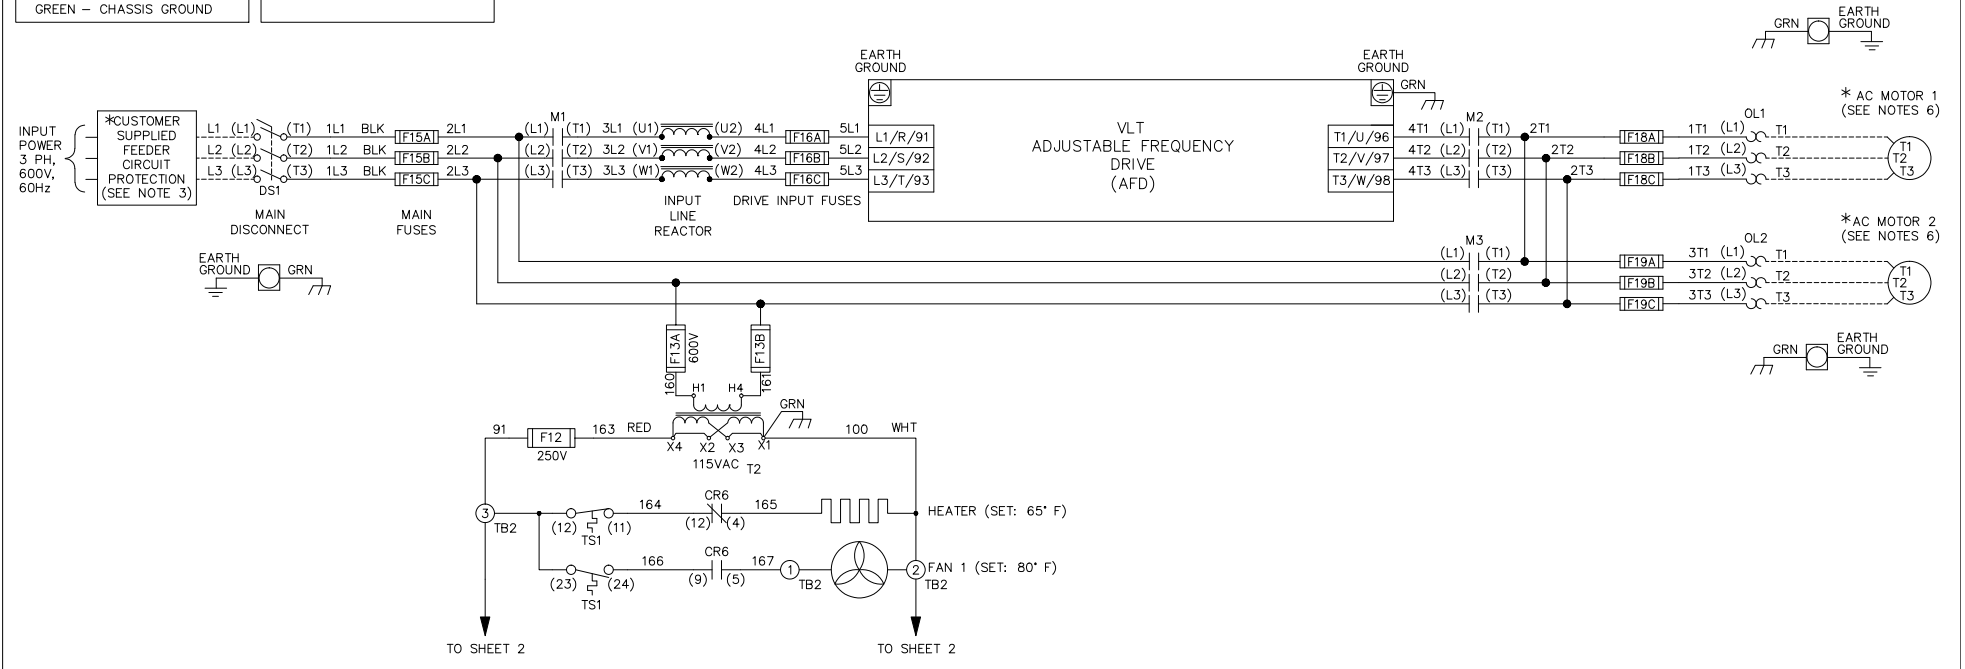 GREEN – CHASSIS GROUND
GRN
EARTH
GROUND
EARTH
GROUND
EARTH
GROUND
GRN
INPUT
POWER
3 PH,
600V,
60Hz
*CUSTOMER
SUPPLIED
FEEDER
CIRCUIT
PROTECTION
(SEE NOTE 3)
L1 (L1) (T1) 1L1 BLK F15A 2L1
L2 (L2) (T2) 1L2 BLK F15B 2L2
L3 (L3) (T3) 1L3 BLK F15C 2L3
DS1
MAIN
DISCONNECT
MAIN
FUSES
M1
(L1) (T1) 3L1 (U1) (U2) 4L1 F16A 5L1
(L2) (T2) 3L2 (V1) (V2) 4L2 F16B 5L2
(L3) (T3) 3L3 (W1) (W2) 4L3 F16C 5L3
INPUT
LINE
REACTOR
DRIVE INPUT FUSES
L1/R/91
L2/S/92
L3/T/93
VLT
ADJUSTABLE FREQUENCY
DRIVE
(AFD)
T1/U/96
T2/V/97
T3/W/98
M2
4T1 (L1) (T1) 2T1 F18A 1T1 (L1) T1
4T2 (L2) (T2) 2T2 F18B 1T2 (L2) T2
4T3 (L3) (T3) 2T3 F18C 1T3 (L3) T3
OL1
* AC MOTOR 1
(SEE NOTES 6)
T1
T2
T3
M3
(L1) (T1) F19A 3T1 (L1) T1
(L2) (T2) F19B 3T2 (L2) T2
(L3) (T3) F19C 3T3 (L3) T3
OL2
*AC MOTOR 2
(SEE NOTES 6)
T1
T2
T3
EARTH
GROUND
GRN
GRN
EARTH
GROUND
F13A
600V
F13B
160
161
H1 H4
GRN
91 F12 163 RED
250V
X4 X2 X3 X1
115VAC T2
100 WHT
3
TB2
(12) (11)
TS1
164
CR6
(12) (4)
165
HEATER (SET: 65° F)
(23) (24)
TS1
166
CR6
(9) (5)
167
1
TB2
2
TB2
FAN 1 (SET: 80° F)
TO SHEET 2
TO SHEET 2